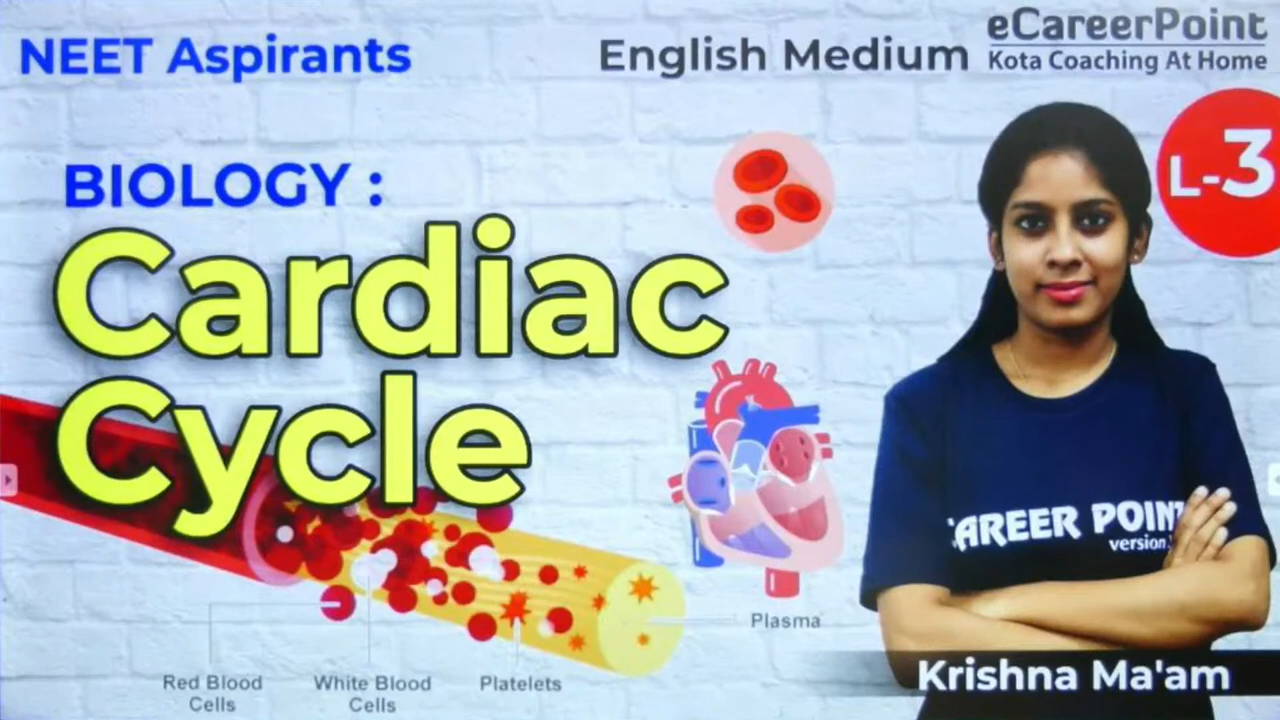 NEET Aspirants
English Medium
eCareerPoint
Kota Coaching At Home
L-3
BIOLOGY :
Cardiac
Cycle
AREER POIN
version
Plasma
Red Blood
Cells
White Blood
Cells
Platelets
Krishna Ma'am